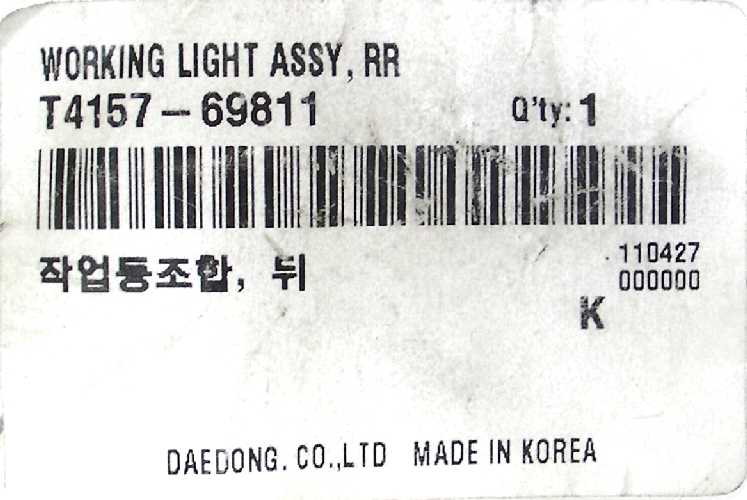 WORKING LIGHT ASSY, RR
T4157-69811 Q'ty: 1
작업등조합, 뒤 110427
000000
K
DAEDONG. CO.,LTD MADE IN KOREA